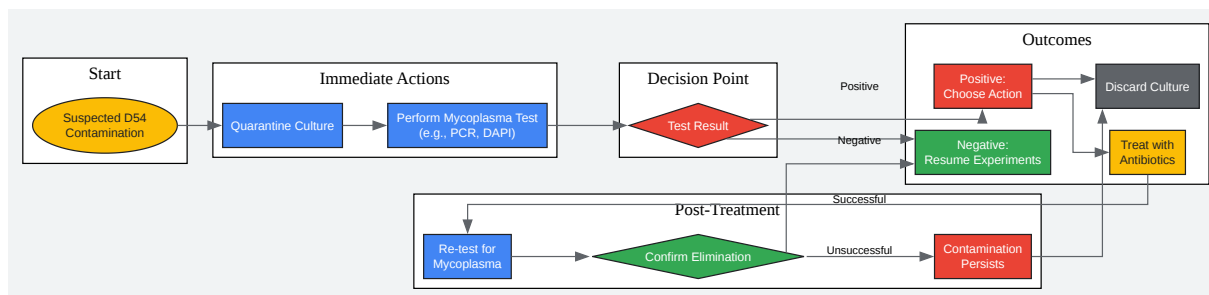 Start
Suspected D54
Contamination
Immediate Actions
Quarantine Culture
Perform Mycoplasma Test
(e.g., PCR, DAPI)
Decision Point
Test Result
Positive
Negative
Outcomes
Positive:
Choose Action
Discard Culture
Negative:
Resume Experiments
Treat with
Antibiotics
Successful
Post-Treatment
Re-test for
Mycoplasma
Confirm Elimination
Unsuccessful
Contamination
Persists